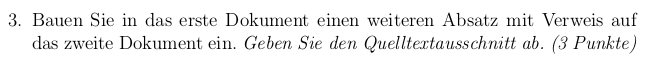 3. Bauen Sie in das erste Dokument einen weiteren Absatz mit Verweis auf
das zweite Dokument ein. Geben Sie den Quelltextausschnitt ab. (3 Punkte)